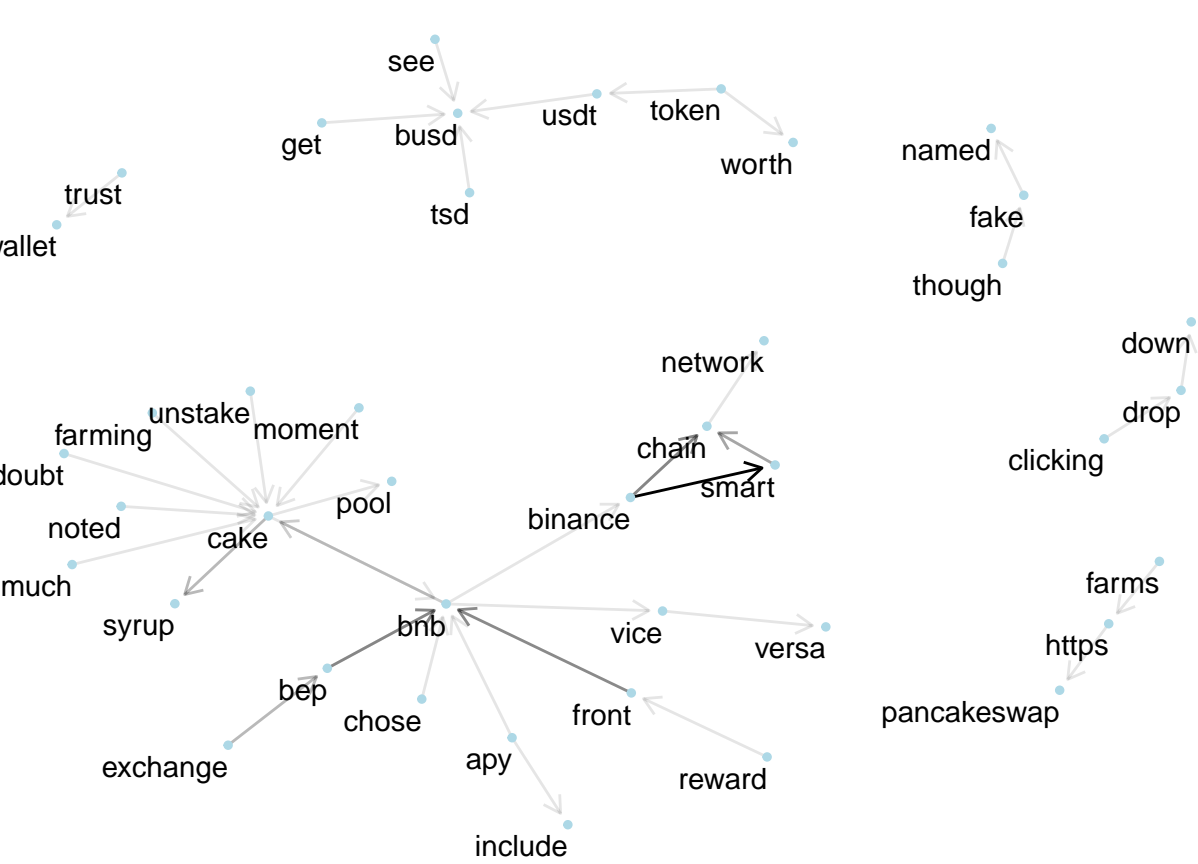 see
get
busd
usdt
token
worth
tsd
trust
allet
named
fake
though
down
drop
clicking
network
chain
smart
binance
unstake
moment
farming
doubt
noted
pool
cake
much
syrup
bnb
vice
versa
bep
chose
front
exchange
apy
reward
include
farms
https
pancakeswap